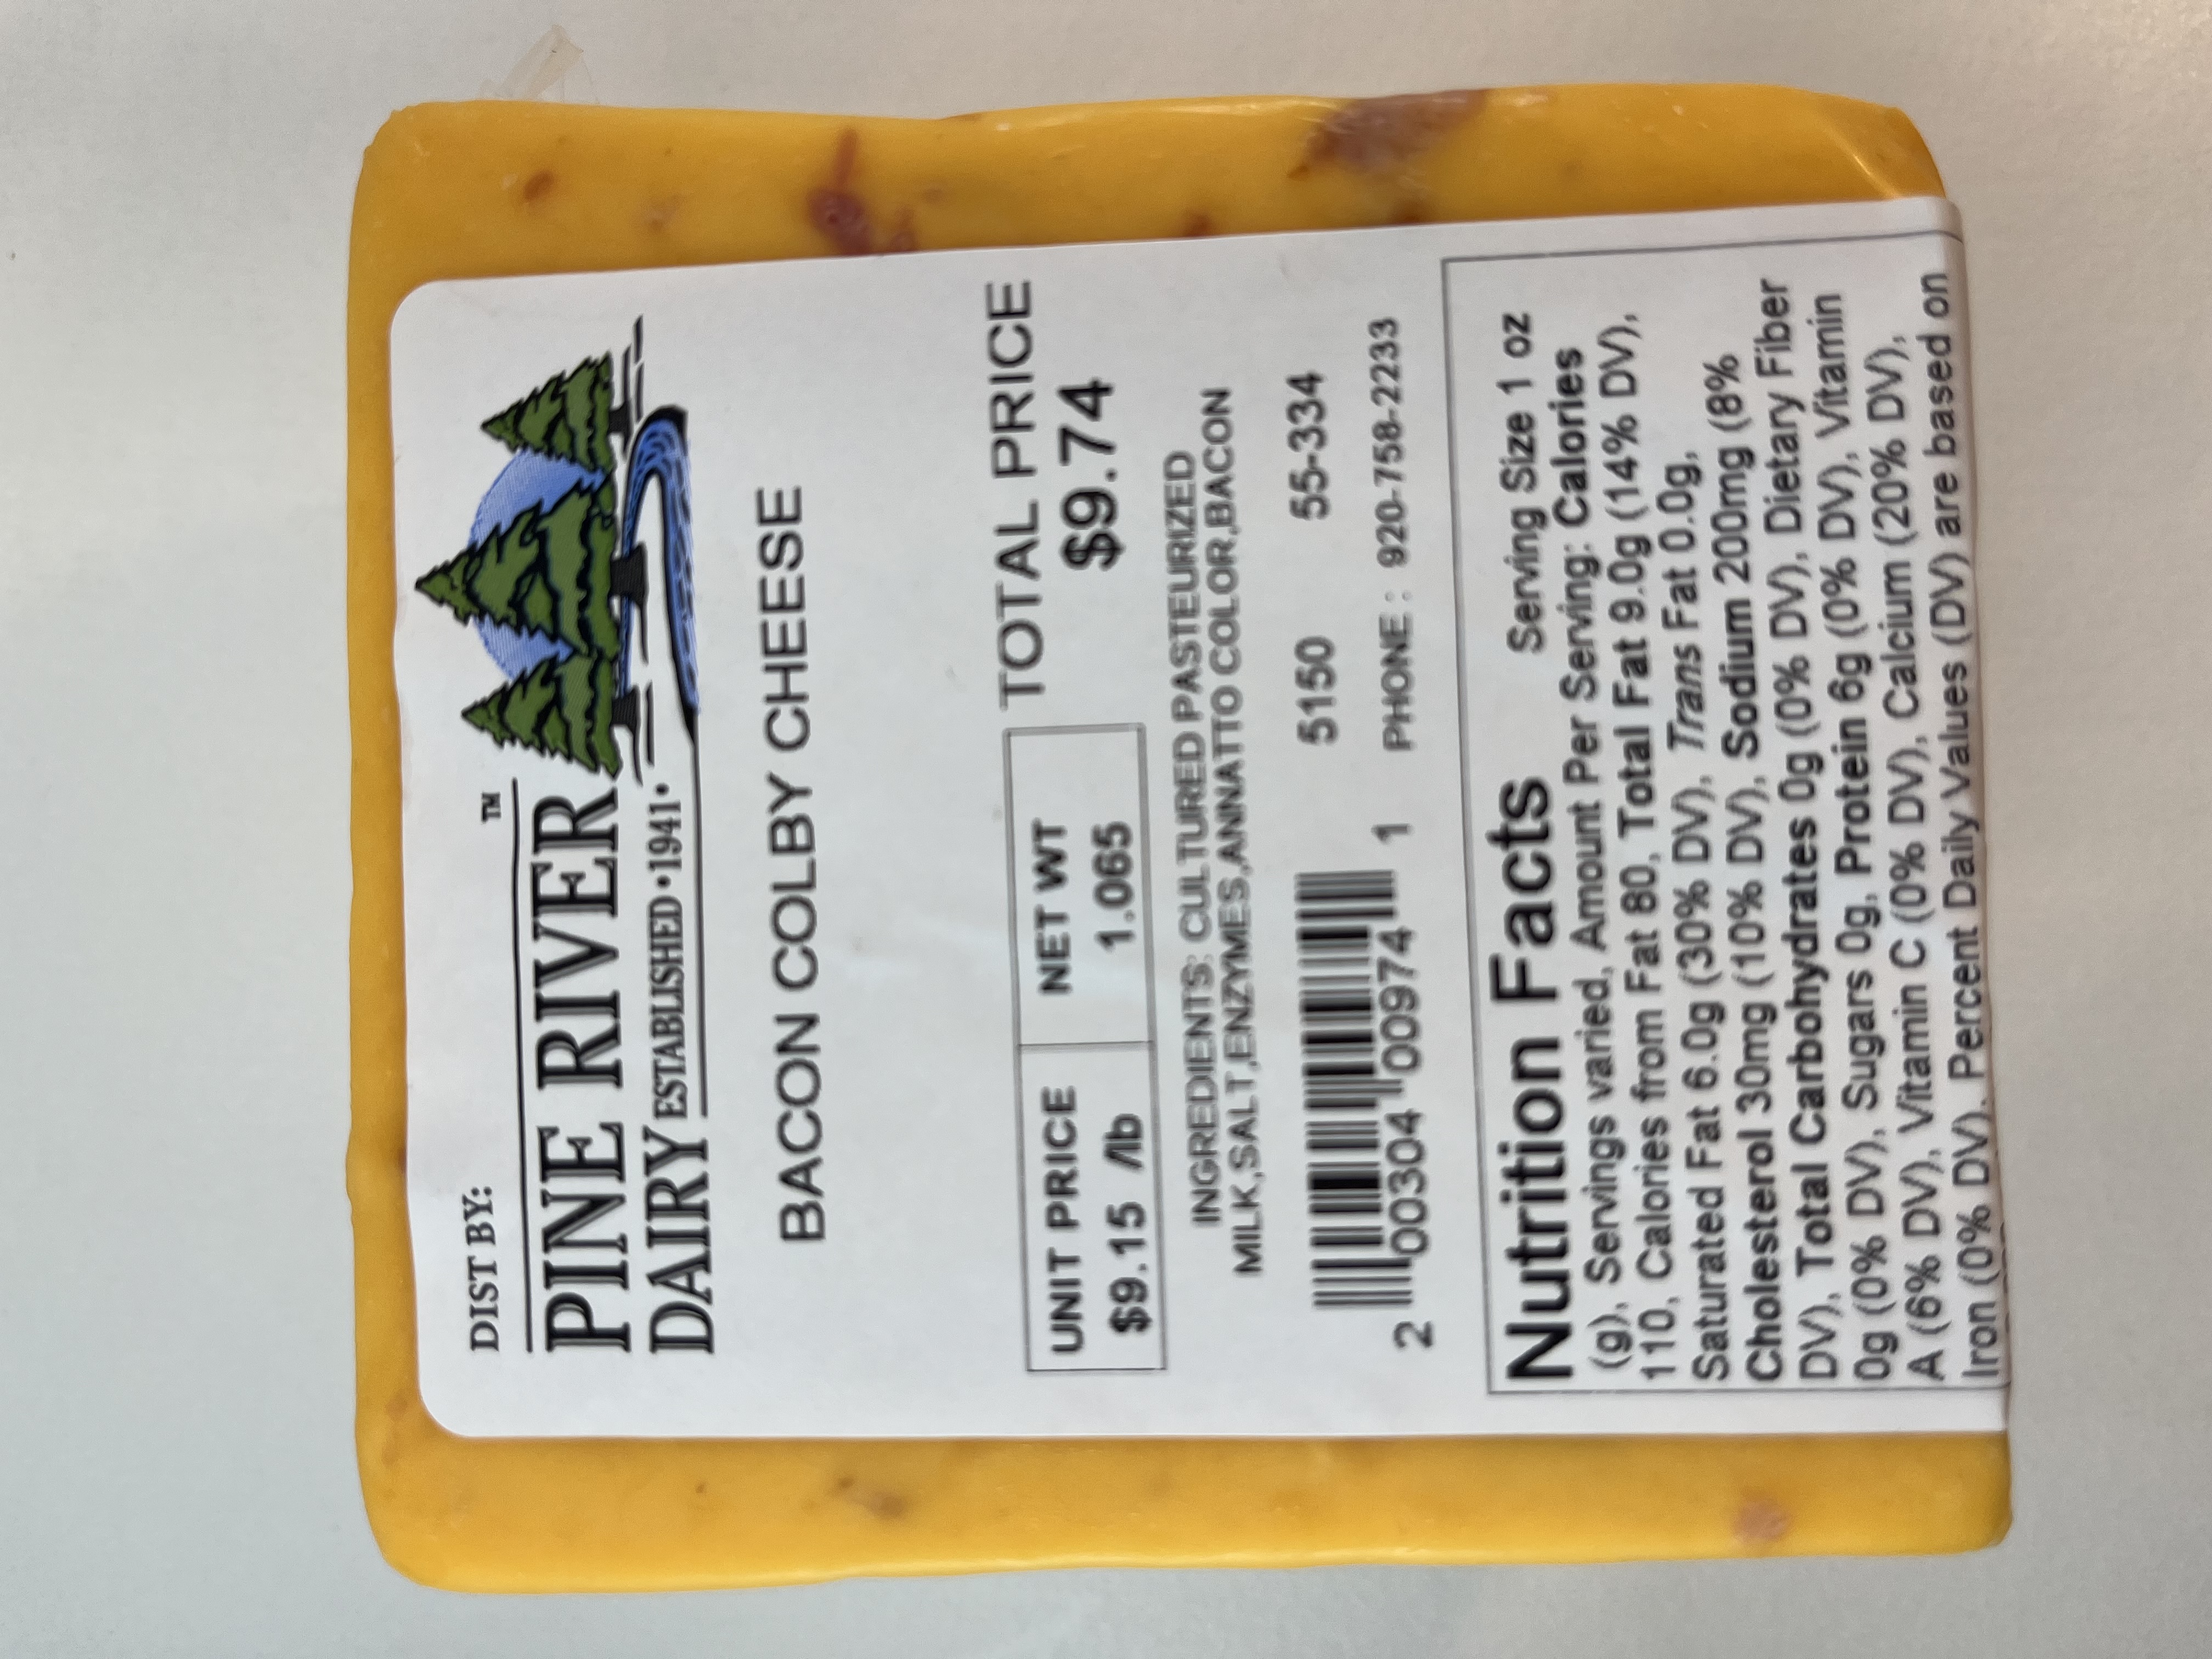 DIST BY:
PINE RIVER™
DAIRY ESTABLISHED•1941•
BACON COLBY CHEESE
UNIT PRICE NET WT TOTAL PRICE
$9.15 /lb 1.065 $9.74
INGREDIENTS: CULTURED PASTEURIZED
MILK,SALT,ENZYMES,ANNATTO COLOR,BACON
5150 55-334
2 00304 00974 1 PHONE : 920-758-2233
Nutrition Facts Serving Size 1 oz
(g), Servings varied, Amount Per Serving: Calories
110, Calories from Fat 80, Total Fat 9.0g (14% DV),
Saturated Fat 6.0g (30% DV), Trans Fat 0.0g,
Cholesterol 30mg (10% DV), Sodium 200mg (8%
DV), Total Carbohydrates 0g (0% DV), Dietary Fiber
0g (0% DV), Sugars 0g, Protein 6g (0% DV), Vitamin
A (6% DV), Vitamin C (0% DV), Calcium (20% DV),
Iron (0% DV). Percent Daily Values (DV) are based on